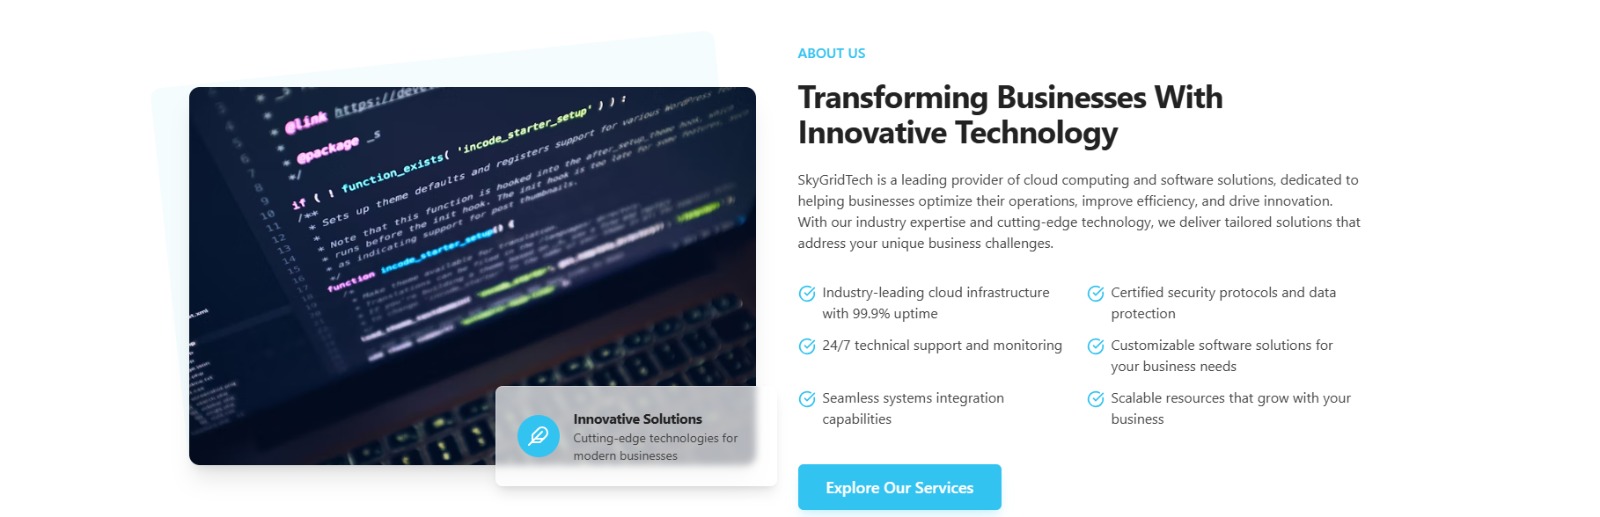 ABOUT US
Transforming Businesses With
Innovative Technology
SkyGridTech is a leading provider of cloud computing and software solutions, dedicated to
helping businesses optimize their operations, improve efficiency, and drive innovation.
With our industry expertise and cutting-edge technology, we deliver tailored solutions that
address your unique business challenges.
Industry-leading cloud infrastructure
with 99.9% uptime
Certified security protocols and data
protection
24/7 technical support and monitoring
Customizable software solutions for
your business needs
Seamless systems integration
capabilities
Scalable resources that grow with your
business
Explore Our Services
* @link https://deve
* @package _s
*/
if ( ! function_exists( 'incode_starter_setup' ) ) :
/**
* Sets up theme defaults and registers support for various WordPress
*
* Note that this function is hooked into the after_setup_theme hook, which
* runs before the init hook. The init hook is too late for some features, such
* as indicating support for post thumbnails.
*/
function incode_starter_setup() {
Innovative Solutions
Cutting-edge technologies for
modern businesses